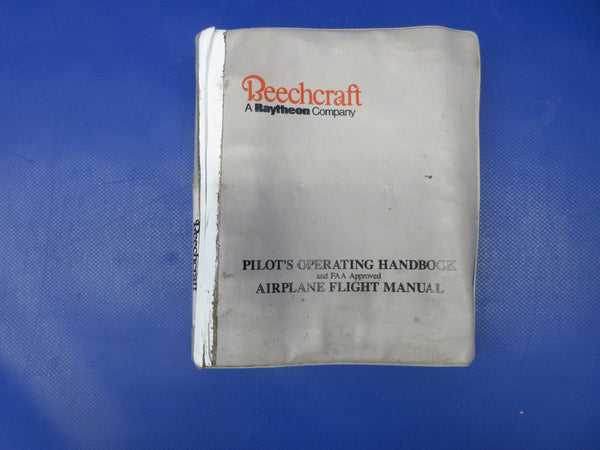 Beechcraft
A Raytheon Company
PILOT'S OPERATING HANDBOOK
and FAA Approved
AIRPLANE FLIGHT MANUAL
Beechcraft